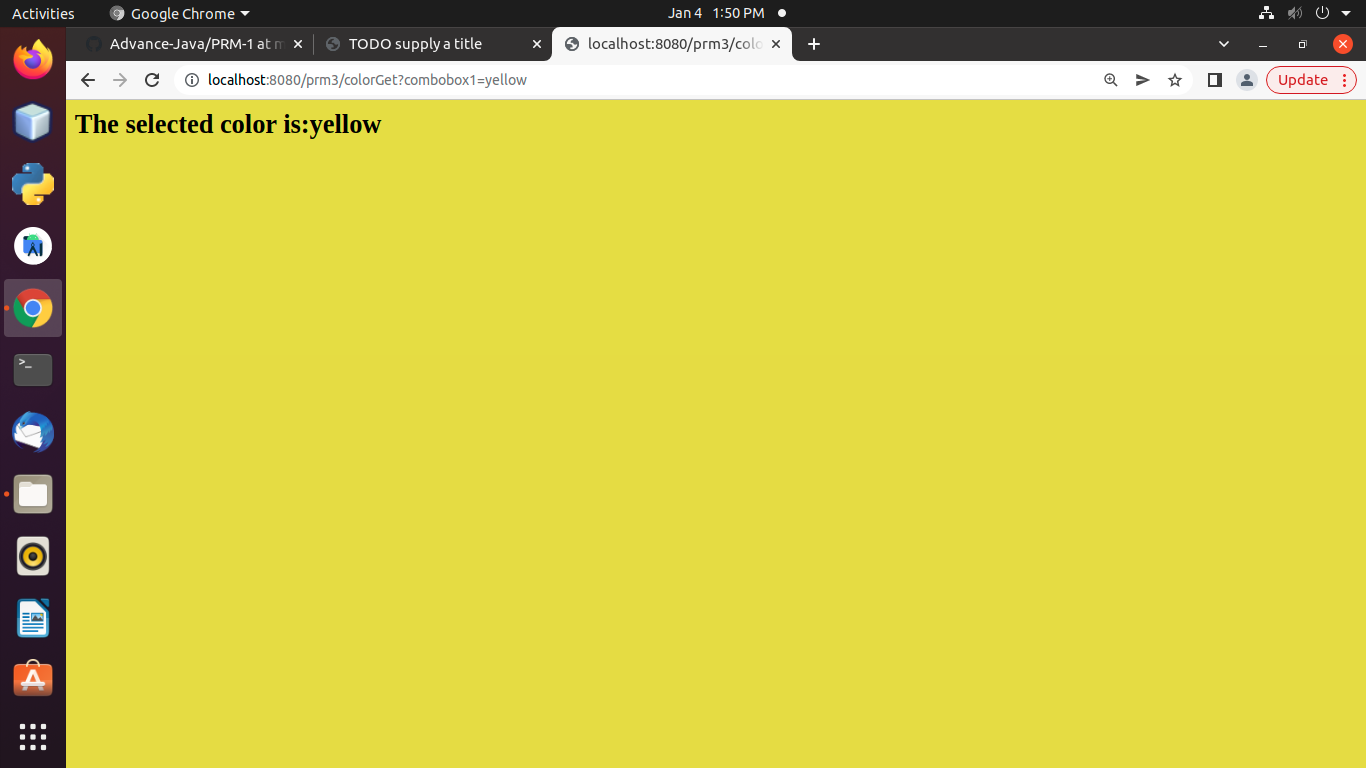 Activities
Google Chrome
Jan 4 1:50 PM
Advance-Java/PRM-1 at m
TODO supply a title
localhost:8080/prm3/colo
localhost:8080/prm3/colorGet?combobox1=yellow
Update
The selected color is:yellow
>_